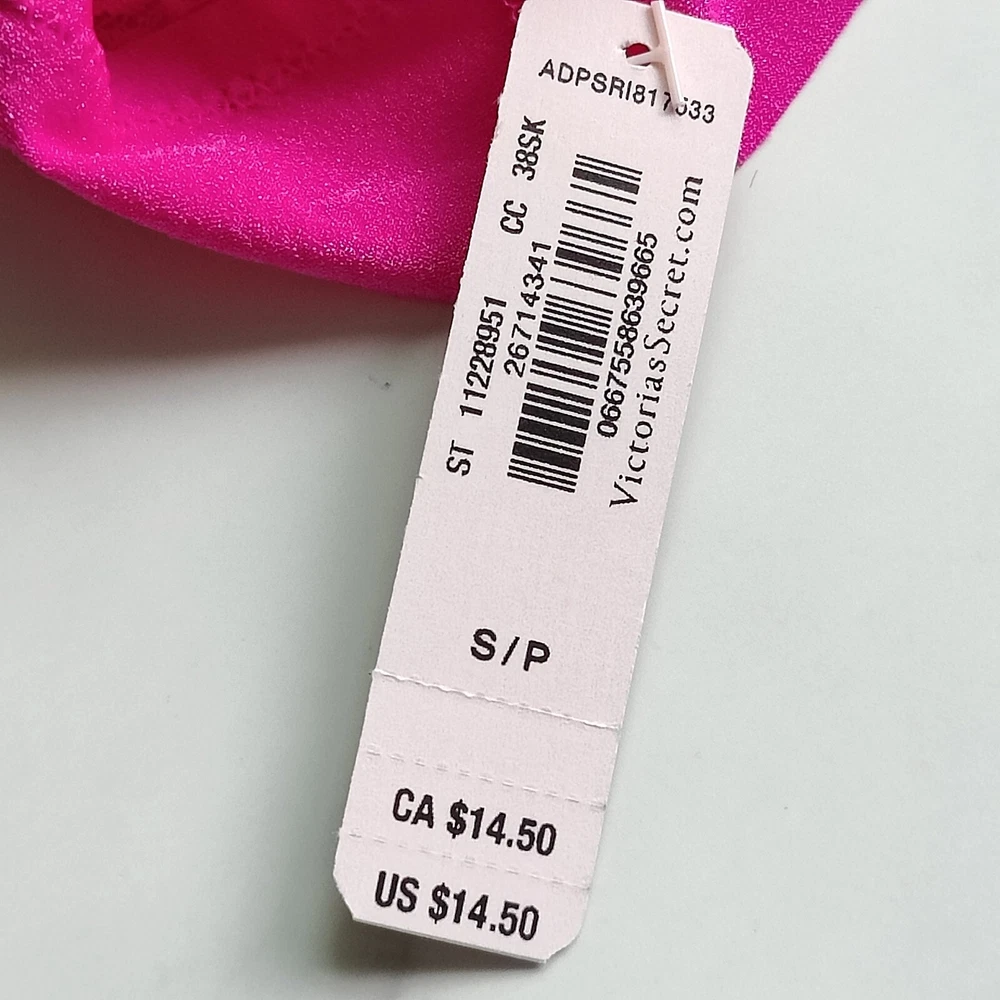 ADPSRI817533
ST 11228951 CC 38SK
26714341
0667558639665
VictoriasSecret.com
S/P
CA $14.50
US $14.50